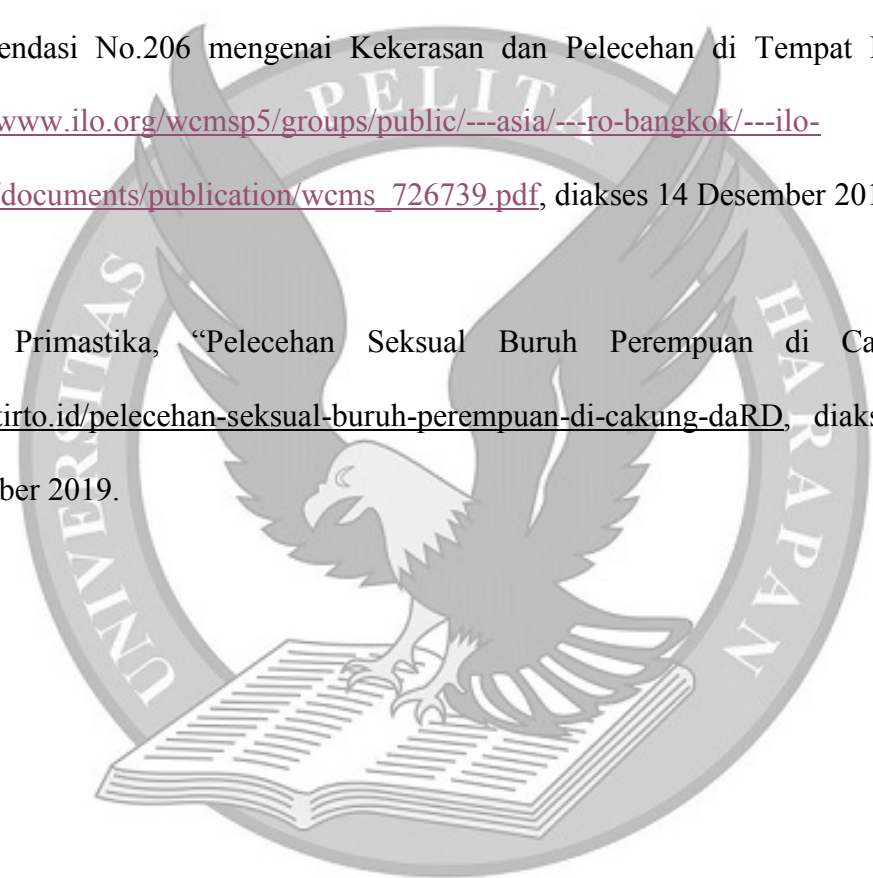 endasi No.206 mengenai Kekerasan dan Pelecehan di Tempat
www.ilo.org/wcmsp5/groups/public/---asia/---ro-bangkok/---ilo-
/documents/publication/wcms_726739.pdf, diakses 14 Desember 201
Primastika, “Pelecehan Seksual Buruh Perempuan di Ca
tirto.id/pelecehan-seksual-buruh-perempuan-di-cakung-daRD, diaks
ber 2019.
UNIVERSITAS PELITA HARAPAN